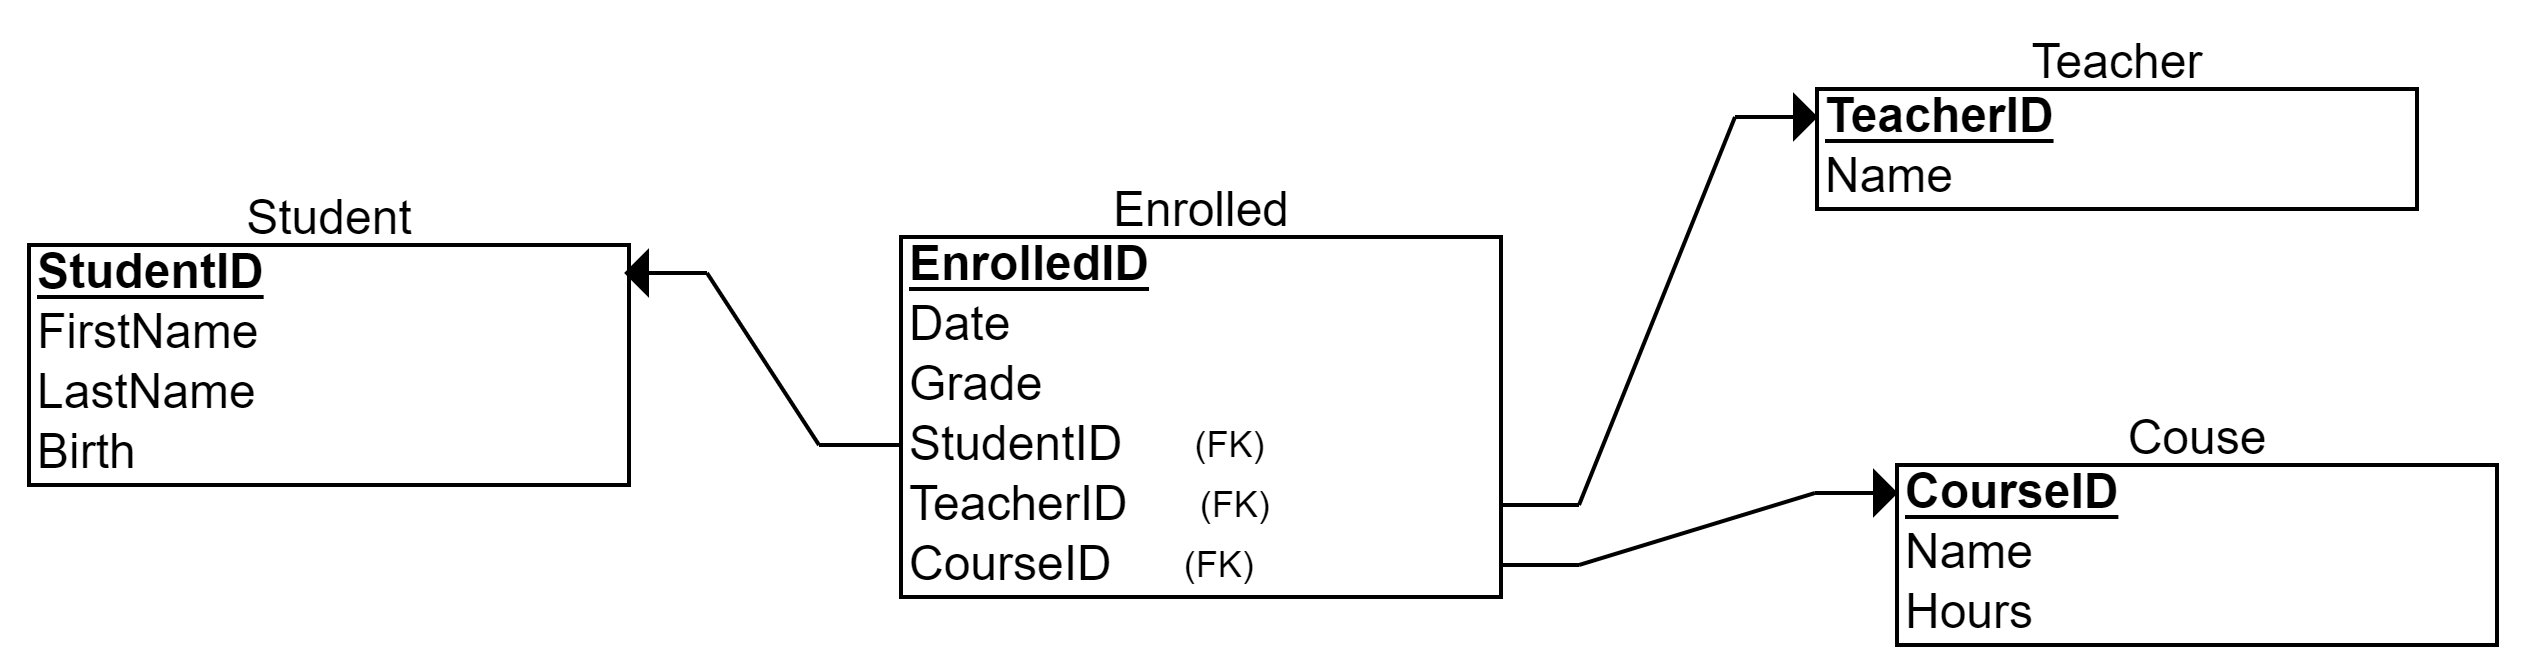 Student
StudentID
FirstName
LastName
Birth
Enrolled
EnrolledID
Date
Grade
StudentID (FK)
TeacherID (FK)
CourseID (FK)
Teacher
TeacherID
Name
Couse
CourseID
Name
Hours